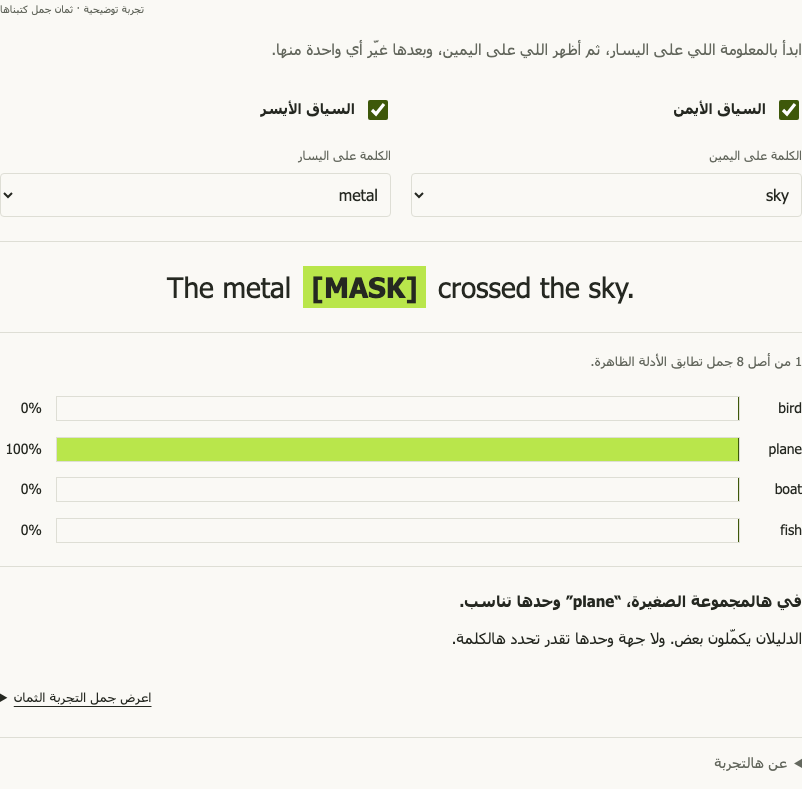 تجربة توضيحية · ثمان جمل كتبناها
ابدأ بالمعلومة اللي على اليسار، ثم أظهر اللي على اليمين، وبعدها غيّر أي واحدة منها.
السياق الأيمن
السياق الأيسر
الكلمة على اليمين
الكلمة على اليسار
sky
metal
The metal [MASK] crossed the sky.
1 من أصل 8 جمل تطابق الأدلة الظاهرة.
bird 0%
plane 100%
boat 0%
fish 0%
في هالمجموعة الصغيرة، “plane” وحدها تناسب.
الدليلان يكمّلون بعض. ولا جهة وحدها تقدر تحدد هالكلمة.
اعرض جمل التجربة الثمان
عن هالتجربة